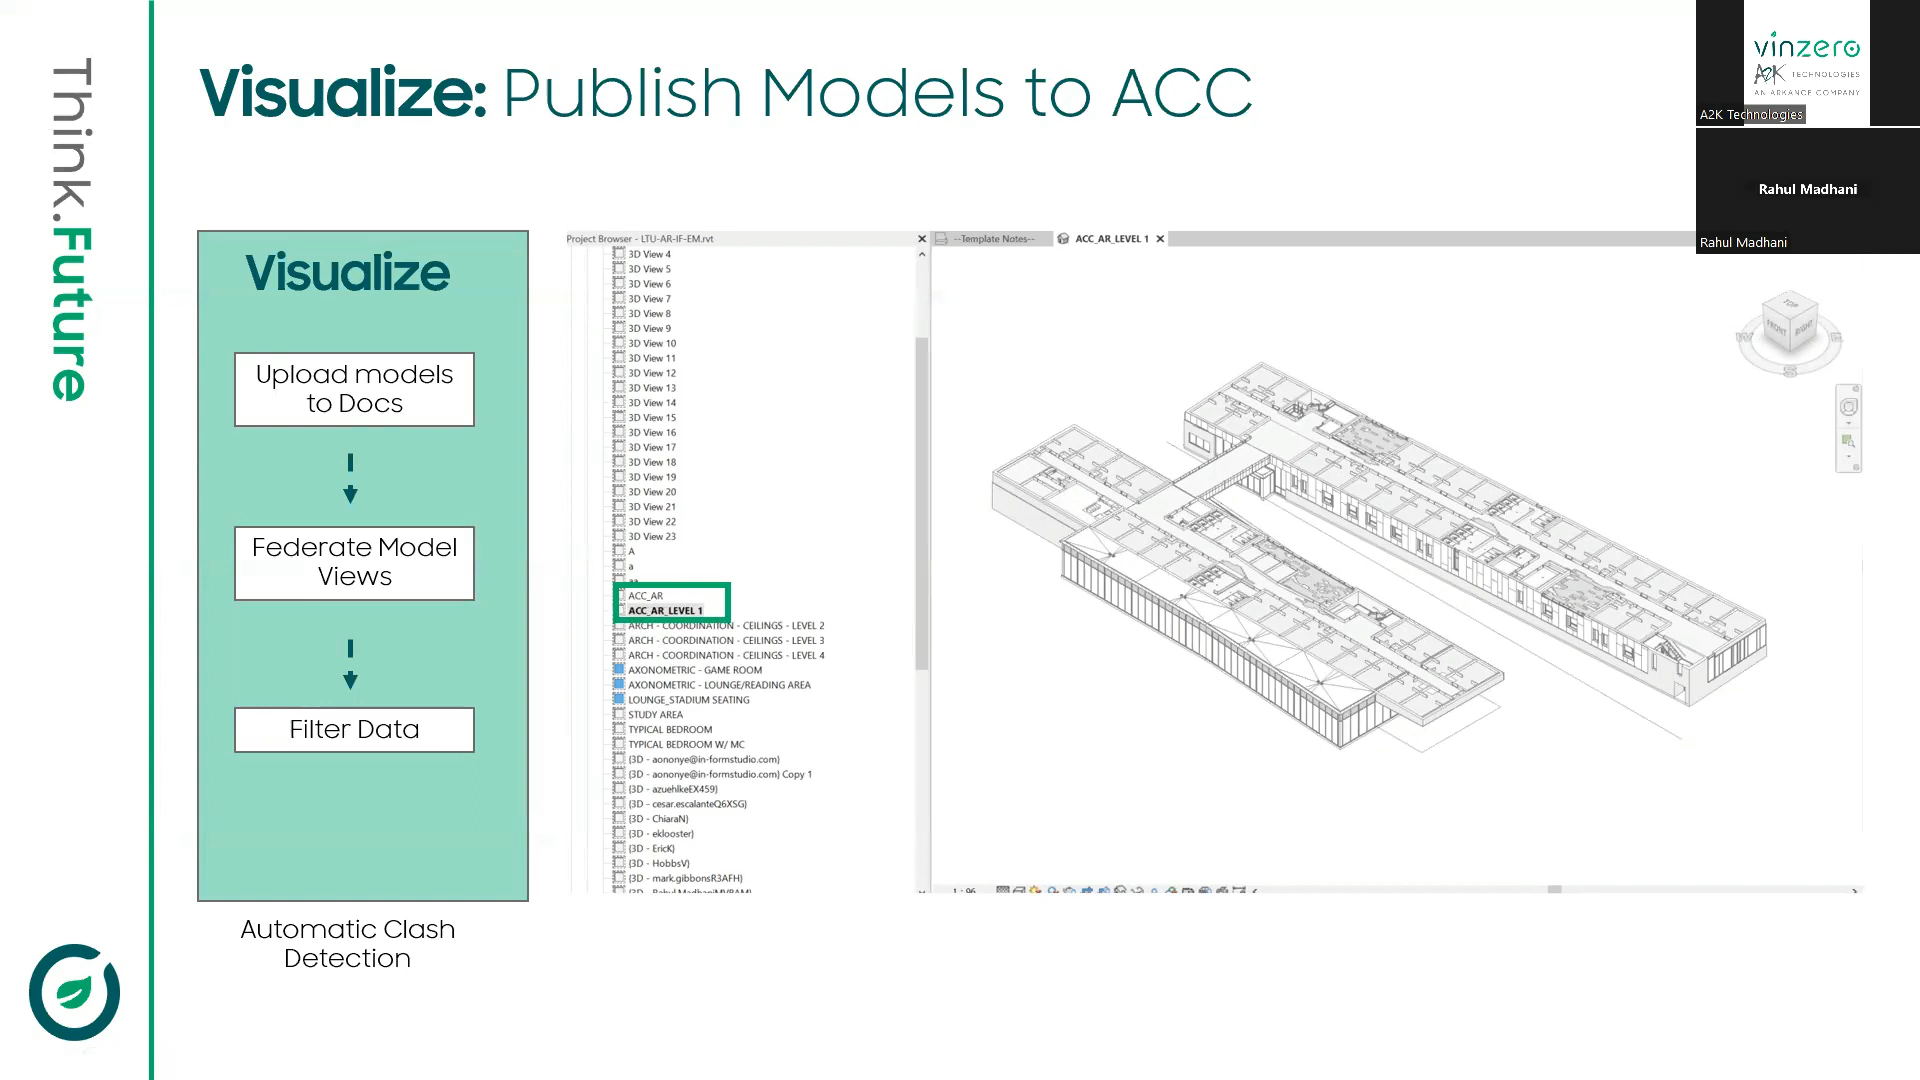 Think.Future
Visualize: Publish Models to ACC
vinzero
A2K TECHNOLOGIES
AN ARKANCE COMPANY
A2K Technologies
Rahul Madhani
Rahul Madhani
Visualize
Upload models
to Docs
Federate Model
Views
Filter Data
Automatic Clash
Detection
Project Browser - LTU-AR-IF-EM.rvt
--Template Notes--
ACC_AR_LEVEL 1
3D View 4
3D View 5
3D View 6
3D View 7
3D View 8
3D View 9
3D View 10
3D View 11
3D View 12
3D View 13
3D View 14
3D View 15
3D View 16
3D View 17
3D View 18
3D View 19
3D View 20
3D View 21
3D View 22
3D View 23
A
a
aa
ACC_AR
ACC_AR_LEVEL 1
ARCH - COORDINATION - CEILINGS - LEVEL 2
ARCH - COORDINATION - CEILINGS - LEVEL 3
ARCH - COORDINATION - CEILINGS - LEVEL 4
AXONOMETRIC - GAME ROOM
AXONOMETRIC - LOUNGE/READING AREA
LOUNGE_STADIUM SEATING
STUDY AREA
TYPICAL BEDROOM
TYPICAL BEDROOM W/ MC
{3D - aononye@in-formstudio.com}
{3D - aononye@in-formstudio.com} Copy 1
{3D - azuehlkeEX459}
{3D - cesar.escalanteQ6XSG}
{3D - ChiaraN}
{3D - eklooster}
{3D - EricK}
{3D - HobbsV}
{3D - mark.gibbonsR3AFH}
TOP
FRONT
RIGHT
W
E
S
1 : 96